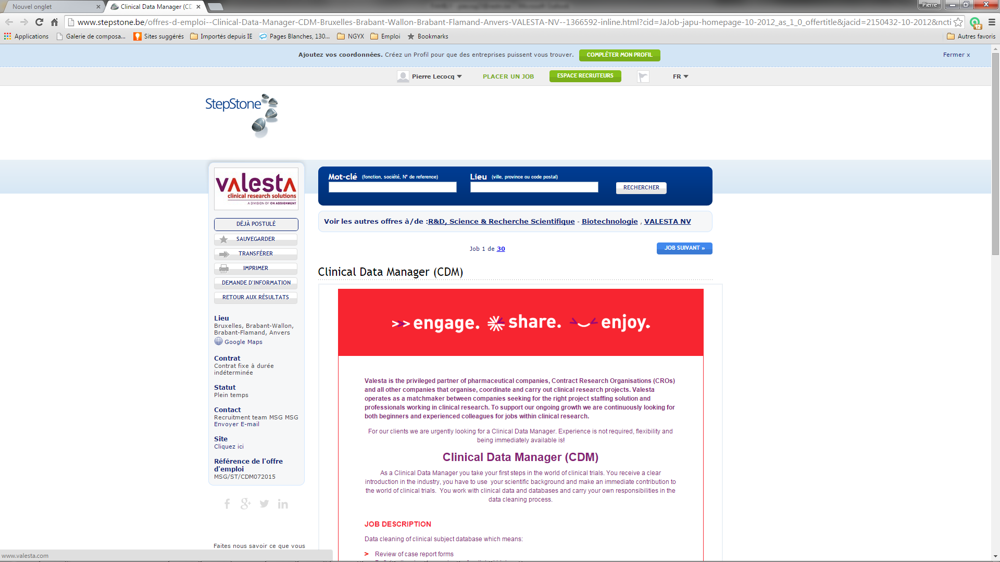 Nouvel onglet
Clinical Data Manager (CD
Pierre
www.stepstone.be/offres-d-emploi--Clinical-Data-Manager-CDM-Bruxelles-Brabant-Wallon-Brabant-Flamand-Anvers-VALESTA-NV--1366592-inline.html?cid=JaJob-japu-homepage-10-2012_as_1_0_offertitle&jacid=2150432-10-2012&ncti
12
Applications
Galerie de composa...
Sites suggérés
Importés depuis IE
Pages Blanches, 130...
NGYX
Emploi
Bookmarks
Autres favoris
Ajoutez vos coordonnées. Créez un Profil pour que des entreprises puissent vous trouver.
COMPLÉTER MON PROFIL
Fermer x
Pierre Lecocq
PLACER UN JOB
ESPACE RECRUTEURS
FR
StepStone
valesta
clinical research solutions
A DIVISION OF ON ASSIGNMENT
DÉJÀ POSTULÉ
SAUVEGARDER
TRANSFÉRER
IMPRIMER
DEMANDE D'INFORMATION
RETOUR AUX RÉSULTATS
Lieu
Bruxelles, Brabant-Wallon,
Brabant-Flamand, Anvers
Google Maps
Contrat
Contrat fixe à durée
indéterminée
Statut
Plein temps
Contact
Recruitment team MSG MSG
Envoyer E-mail
Site
Cliquez ici
Référence de l'offre
d'emploi
MSG/ST/CDM072015
Faites nous savoir ce que vous
www.valesta.com
Mot-clé (fonction, société, N° de reference)
Lieu (ville, province ou code postal)
RECHERCHER
Voir les autres offres à/de :R&D, Science & Recherche Scientifique - Biotechnologie , VALESTA NV
Job 1 de 30
JOB SUIVANT »
Clinical Data Manager (CDM)
>> engage. share. enjoy.
Valesta is the privileged partner of pharmaceutical companies, Contract Research Organisations (CROs)
and all other companies that organise, coordinate and carry out clinical research projects. Valesta
operates as a matchmaker between companies seeking for the right project staffing solution and
professionals working in clinical research. To support our ongoing growth we are continuously looking for
both beginners and experienced colleagues for jobs within clinical research.
For our clients we are urgently looking for a Clinical Data Manager. Experience is not required, flexibility and
being immediately available is!
Clinical Data Manager (CDM)
As a Clinical Data Manager you take your first steps in the world of clinical trials. You receive a clear
introduction in the industry, you have to use  your scientific background and make an immediate contribution to
the world of clinical trials.  You work with clinical data and databases and carry your own responsibilities in the
data cleaning process.
JOB DESCRIPTION
Data cleaning of clinical subject database which means:
> Review of case report forms